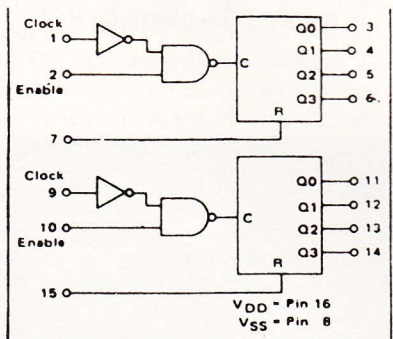 Clock
1
2
Enable
7
C
R
Q0 3
Q1 4
Q2 5
Q3 6
Clock
9
10
Enable
15
C
R
Q0 11
Q1 12
Q2 13
Q3 14
VDD = Pin 16
VSS = Pin 8